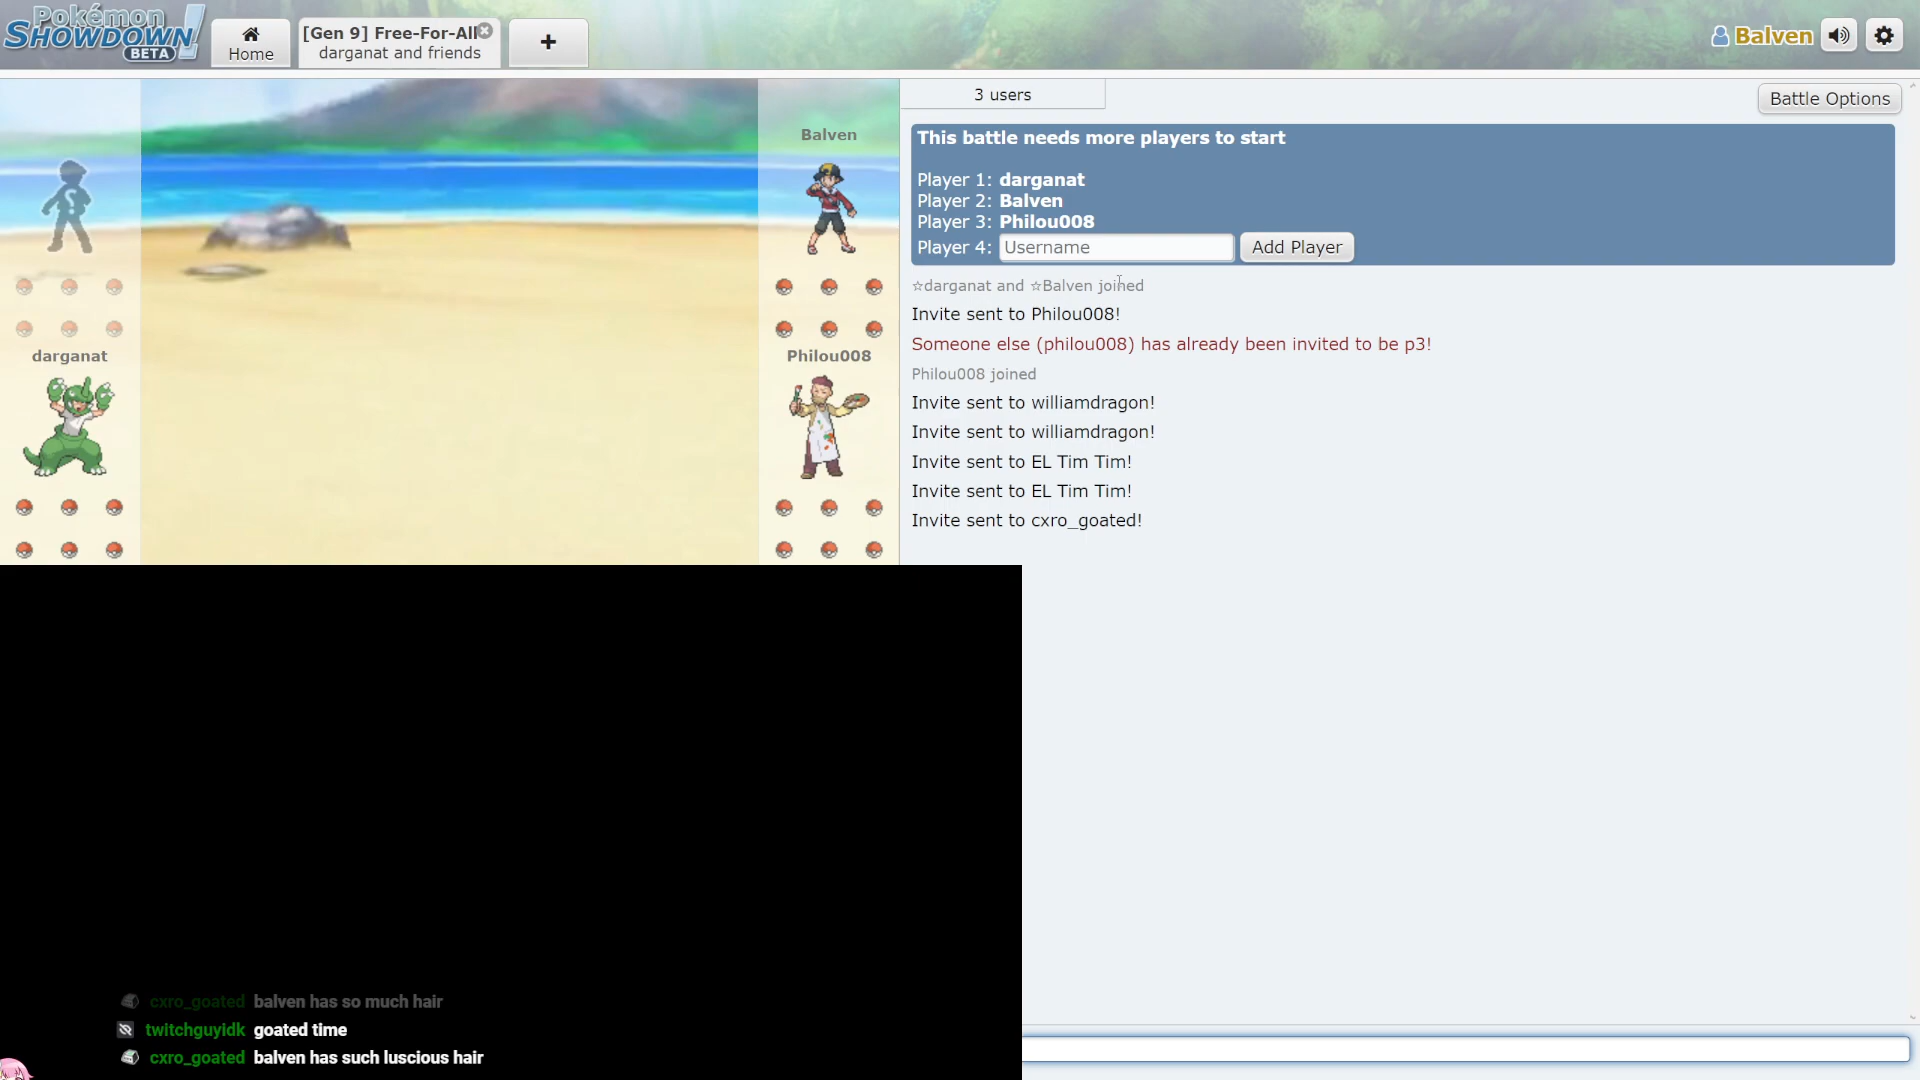 Pokémon
SHOWDOWN!
BETA
Home
[Gen 9] Free-For-All
darganat and friends
+
Balven
3 users
Battle Options
This battle needs more players to start
Player 1: darganat
Player 2: Balven
Player 3: Philou008
Player 4: Username Add Player
☆darganat and ☆Balven joined
Invite sent to Philou008!
Someone else (philou008) has already been invited to be p3!
Philou008 joined
Invite sent to williamdragon!
Invite sent to williamdragon!
Invite sent to EL Tim Tim!
Invite sent to EL Tim Tim!
Invite sent to cxro_goated!
Balven
darganat
Philou008
cxro_goated balven has so much hair
twitchguyidk goated time
cxro_goated balven has such luscious hair